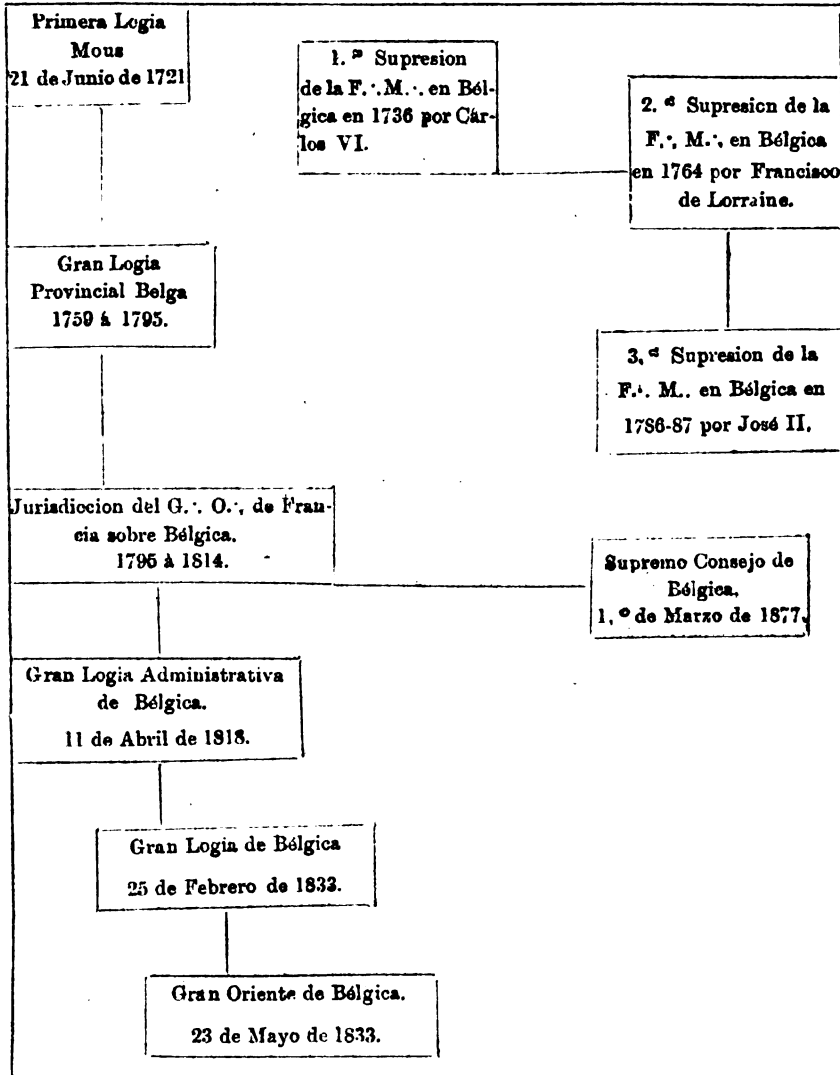 Primera Logia
Mous
21 de Junio de 1721
1.ª Supresion
de la F.·.M.·. en Bél-
gica en 1736 por Cár-
los VI.
2.ª Supresion de la
F.·. M.·. en Bélgica
en 1764 por Francisoo
de Lorraine.
Gran Logia
Provincial Belga
1759 á 1795.
3.ª Supresion de la
F.·. M.. en Bélgica en
1786-87 por José II.
Jurisdiccion del G.·. O.·. de Fran-
cia sobre Bélgica.
1795 à 1814.
Supremo Consejo de
Bélgica.
1.º de Marzo de 1877.
Gran Logia Administrativa
de Bélgica.
11 de Abril de 1818.
Gran Logia de Bélgica
25 de Febrero de 1833.
Gran Oriente de Bélgica.
23 de Mayo de 1833.